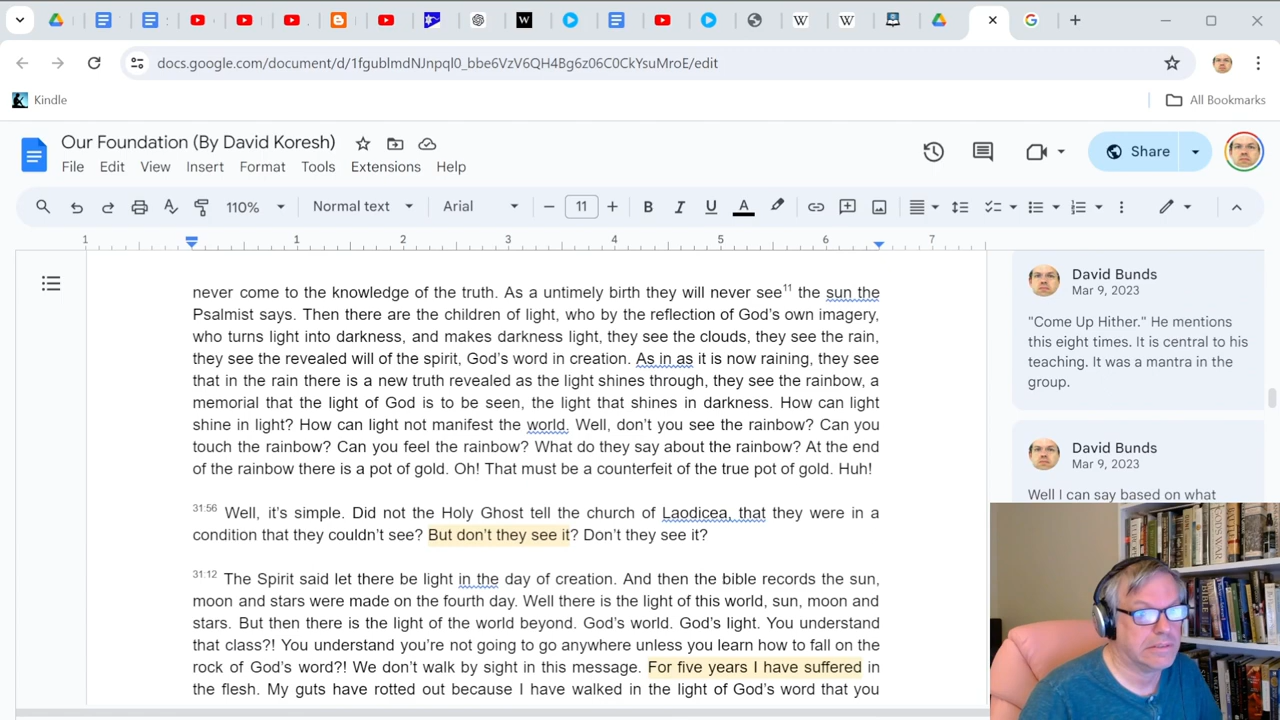 docs.google.com/document/d/1fgublmdNJnpql0_bbe6VzV6QH4Bg6z06C0CkYsuMroE/edit
Kindle
All Bookmarks
Our Foundation (By David Koresh)
File Edit View Insert Format Tools Extensions Help
Share
110% Normal text Arial 11
1 1 2 3 4 5 6 7
never come to the knowledge of the truth. As a untimely birth they will never see11 the sun the
Psalmist says. Then there are the children of light, who by the reflection of God's own imagery,
who turns light into darkness, and makes darkness light, they see the clouds, they see the rain,
they see the revealed will of the spirit, God's word in creation. As in as it is now raining, they see
that in the rain there is a new truth revealed as the light shines through, they see the rainbow, a
memorial that the light of God is to be seen, the light that shines in darkness. How can light
shine in light? How can light not manifest the world. Well, don't you see the rainbow? Can you
touch the rainbow? Can you feel the rainbow? What do they say about the rainbow? At the end
of the rainbow there is a pot of gold. Oh! That must be a counterfeit of the true pot of gold. Huh!
31:56 Well, it's simple. Did not the Holy Ghost tell the church of Laodicea, that they were in a
condition that they couldn't see? But don't they see it? Don't they see it?
31:12 The Spirit said let there be light in the day of creation. And then the bible records the sun,
moon and stars were made on the fourth day. Well there is the light of this world, sun, moon and
stars. But then there is the light of the world beyond. God's world. God's light. You understand
that class?! You understand you're not going to go anywhere unless you learn how to fall on the
rock of God's word?! We don't walk by sight in this message. For five years I have suffered in
the flesh. My guts have rotted out because I have walked in the light of God's word that you
David Bunds
Mar 9, 2023
"Come Up Hither." He mentions
this eight times. It is central to his
teaching. It was a mantra in the
group.
David Bunds
Mar 9, 2023
Well I can say based on what